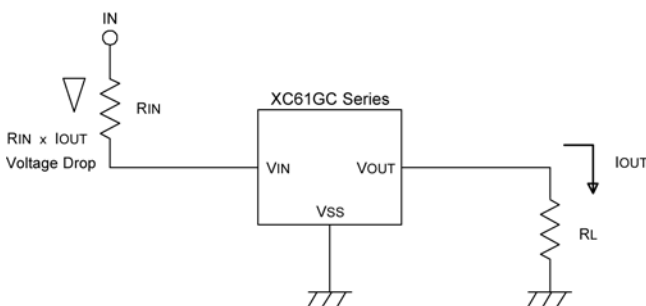 IN
RIN
XC61GC Series
RIN x IOUT
Voltage Drop
VIN
VOUT
IOUT
VSS
RL